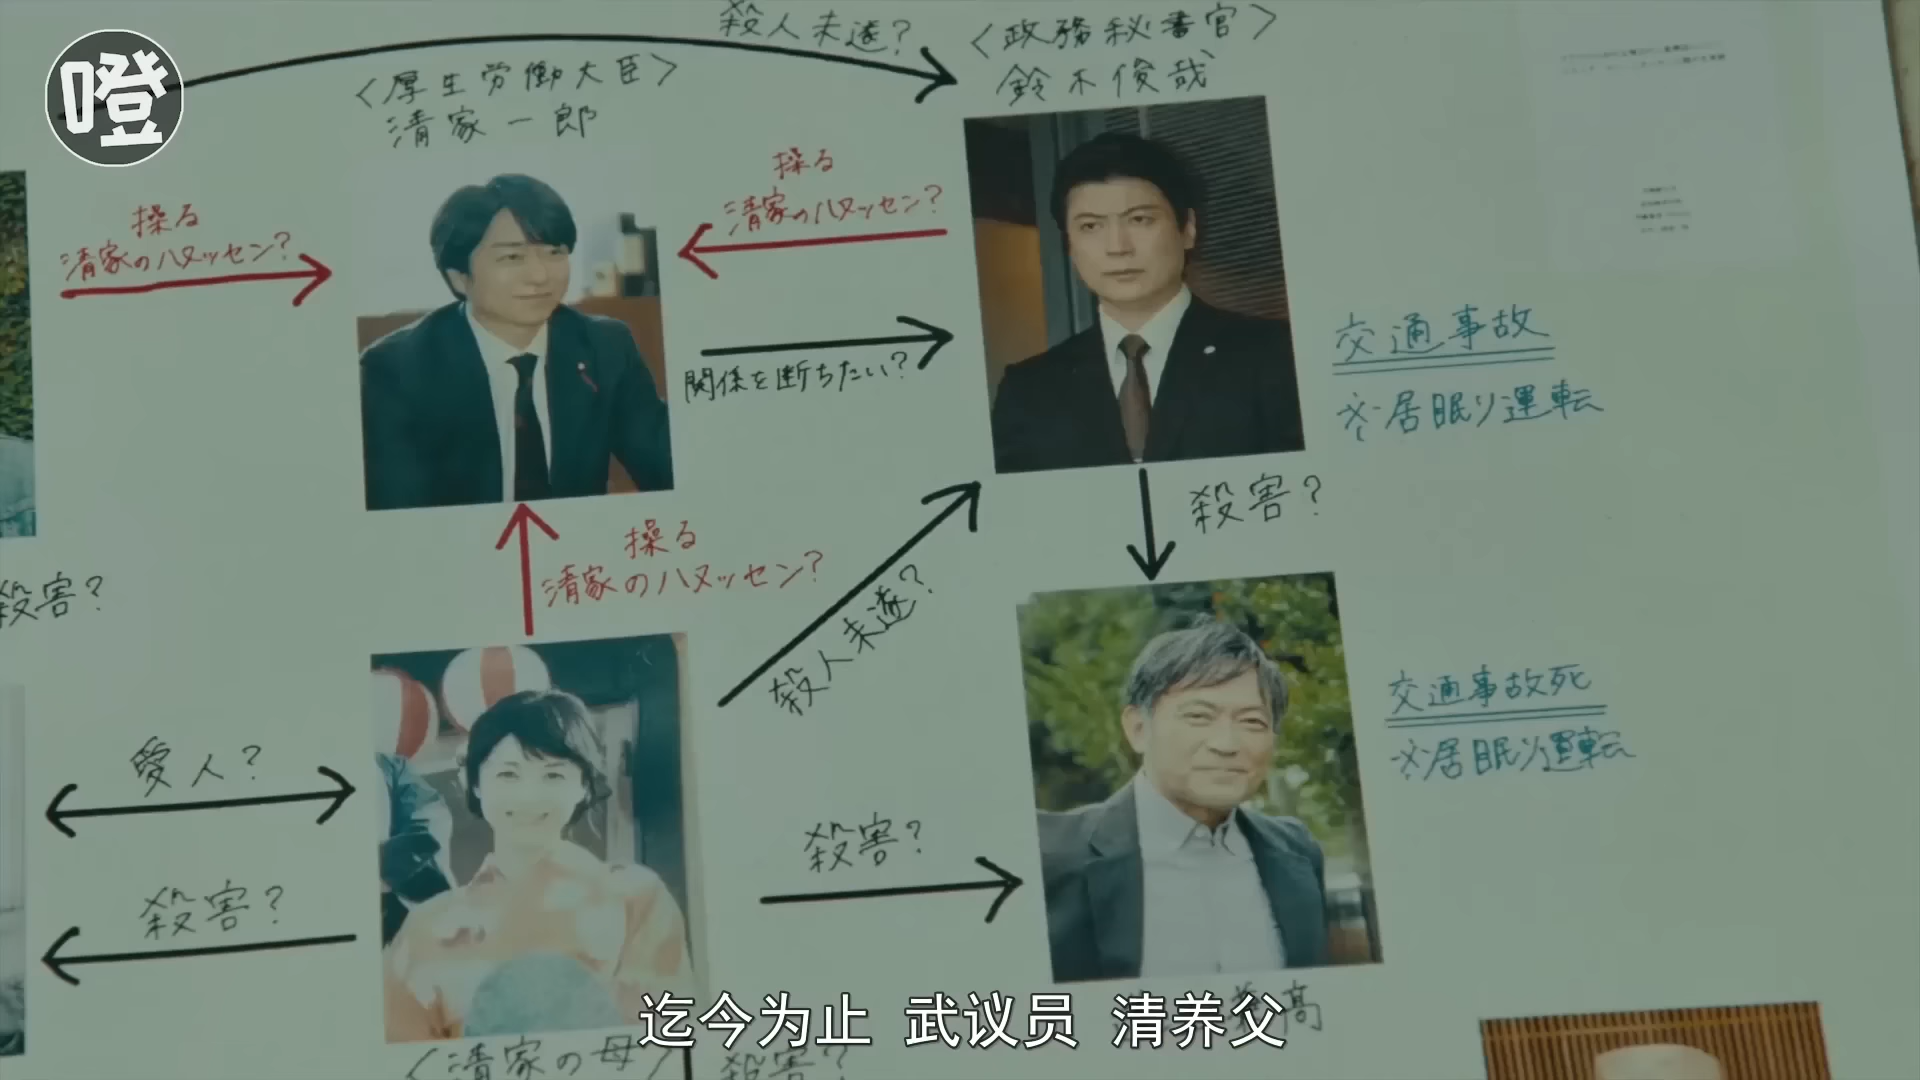 噔
殺人未遂？
〈政務秘書官〉
鈴木俊哉
〈厚生労働大臣〉
清家一郎
操る
清家のハヌッセン？
操る
清家のハヌッセン？
関係を断ちたい？
交通事故
※居眠り運転
殺害？
操る
清家のハヌッセン？
殺人未遂？
殺害？
交通事故死
※居眠り運転
愛人？
殺害？
殺害？
高
〈清家の母〉
殺害？
迄今为止 武议员 清养父